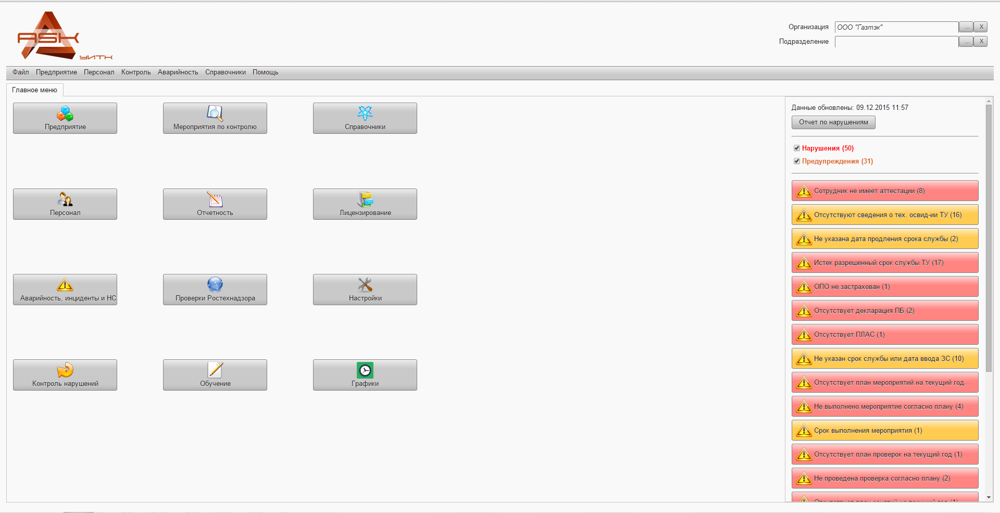 ASK
УИТК
Организация
ООО "Газтэк"
... X
Подразделение
... X
Файл Предприятие Персонал Контроль Аварийность Справочники Помощь
Главное меню
Предприятие
Мероприятия по контролю
Справочники
Персонал
Отчетность
Лицензирование
Аварийность, инциденты и НС
Проверки Ростехнадзора
Настройки
Контроль нарушений
Обучение
Графики
Данные обновлены: 09.12.2015 11:57
Отчет по нарушениям
Нарушения (50)
Предупреждения (31)
Сотрудник не имеет аттестации (8)
Отсутствуют сведения о тех. освид-ии ТУ (16)
Не указана дата продления срока службы (2)
Истек разрешенный срок службы ТУ (17)
ОПО не застрахован (1)
Отсутствует декларация ПБ (2)
Отсутствует ПЛАС (1)
Не указан срок службы или дата ввода ЗС (10)
Отсутствует план мероприятий на текущий год...
Не выполнено мероприятие согласно плану (4)
Срок выполнения мероприятия (1)
Отсутствует план проверок на текущий год (1)
Не проведена проверка согласно плану (2)